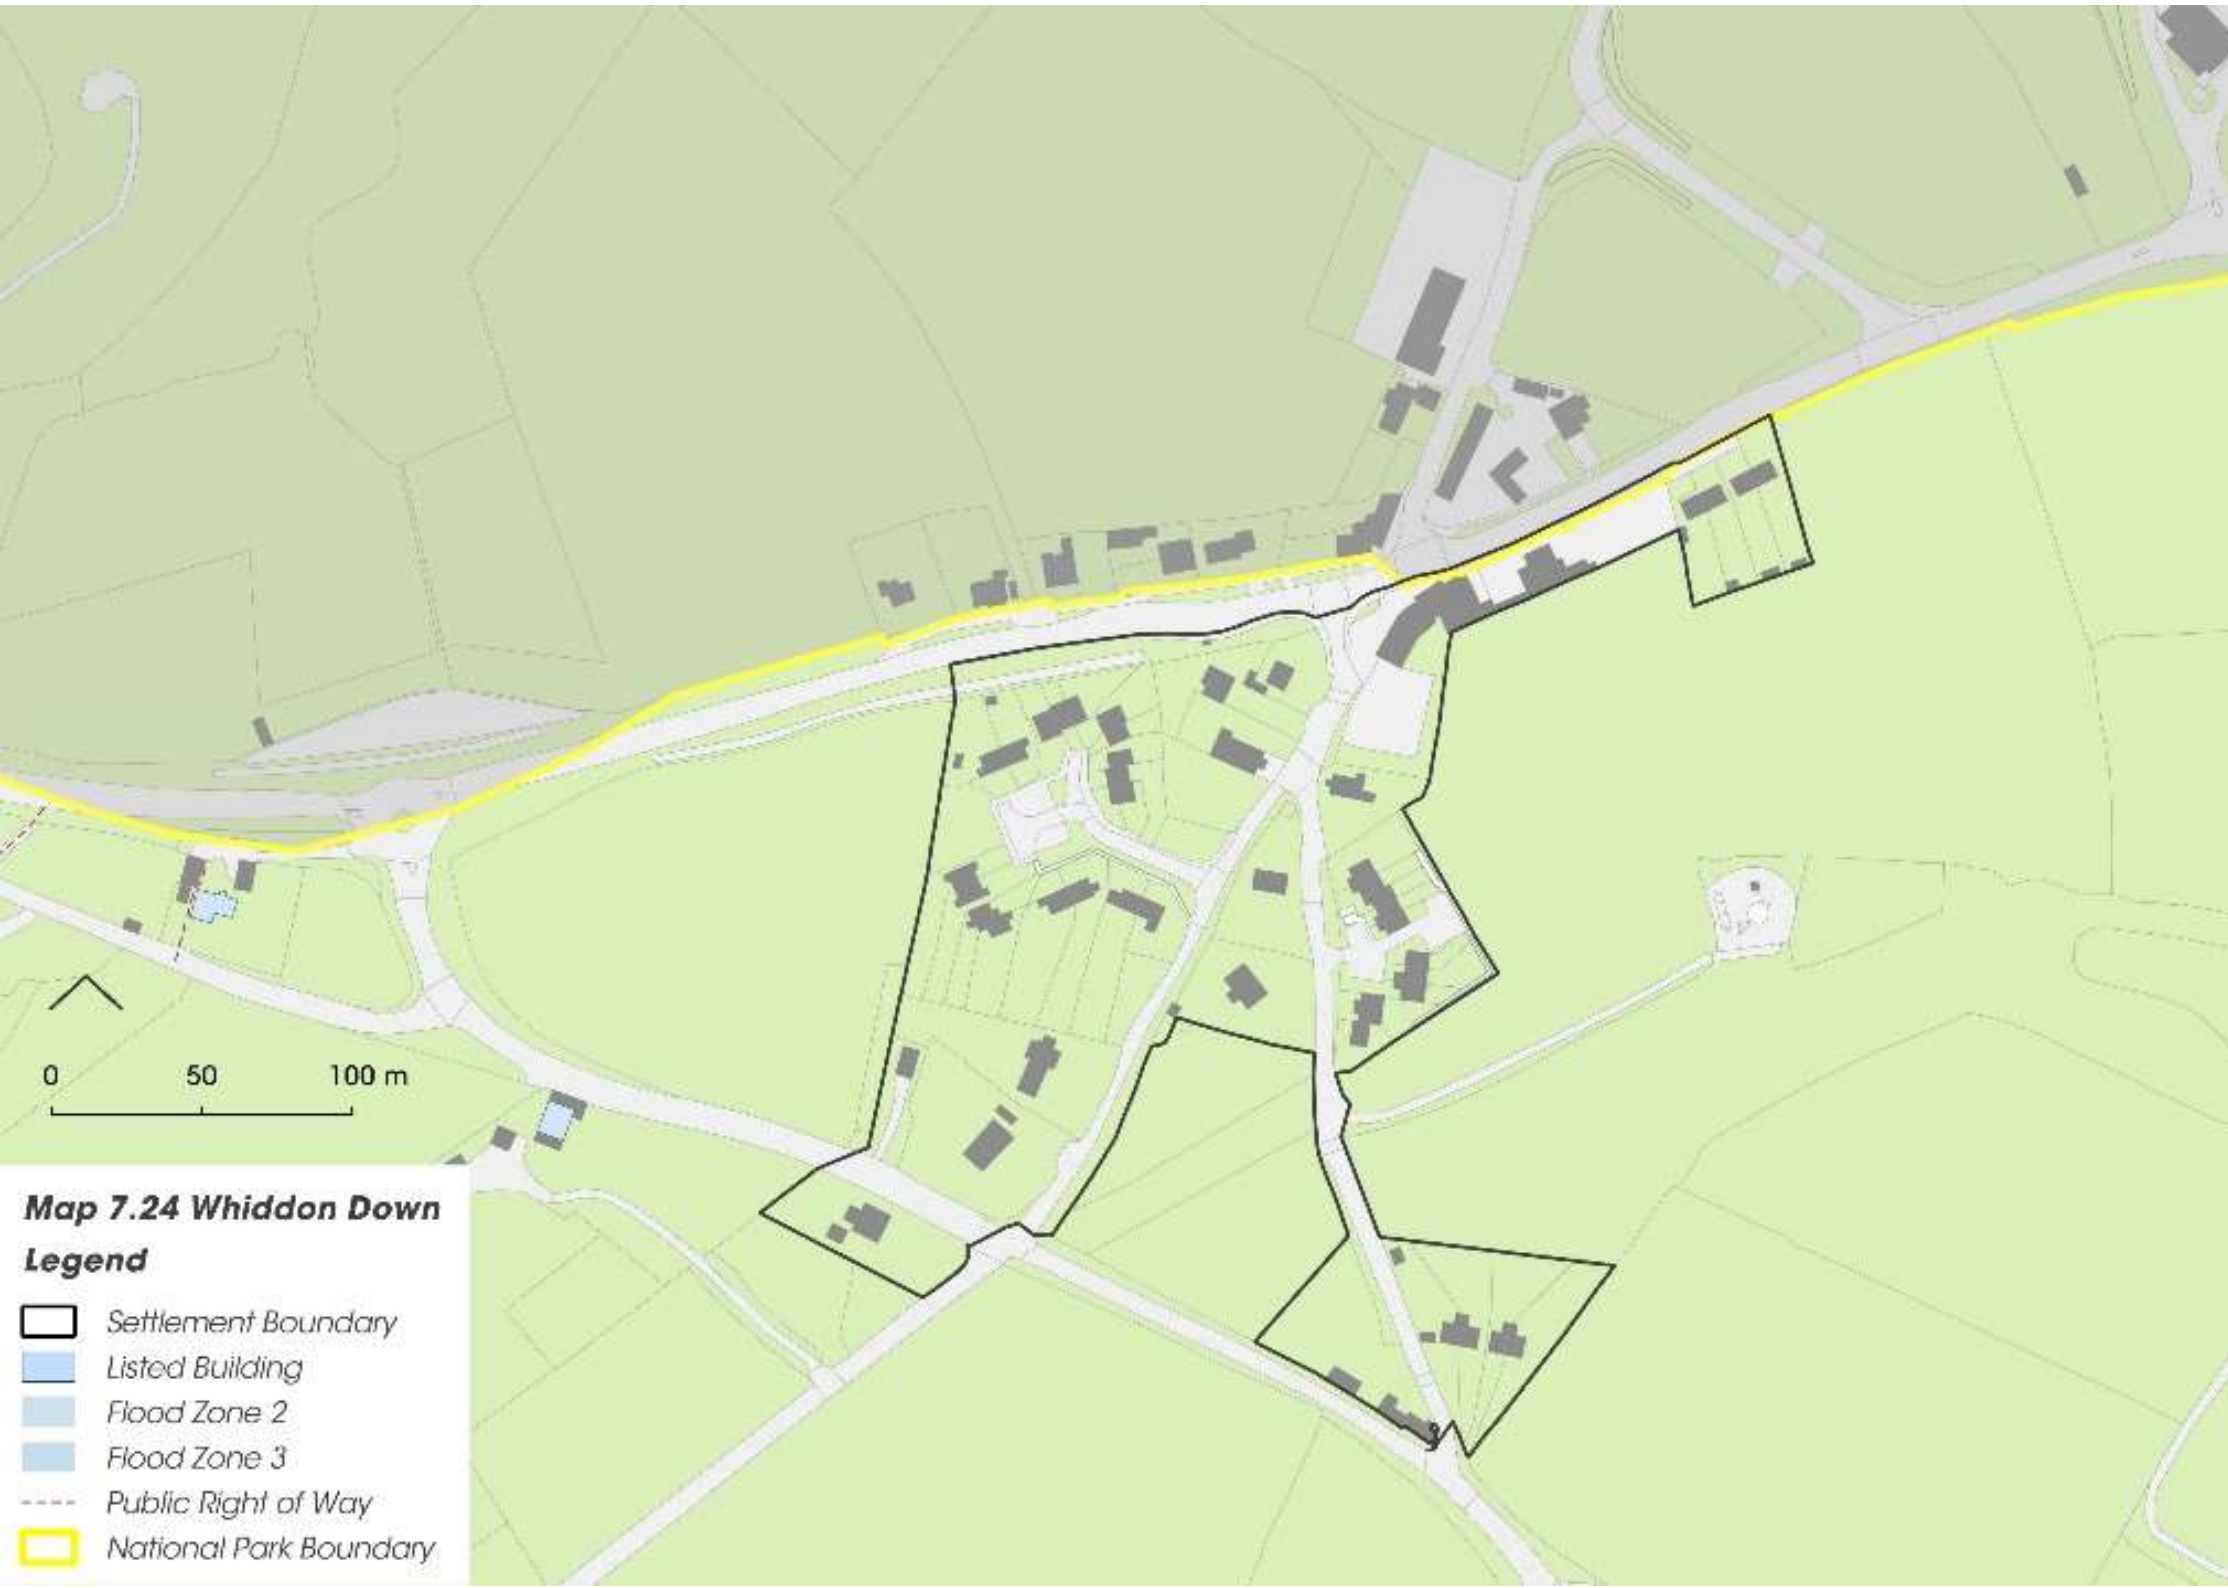 0 50 100 m
Map 7.24 Whiddon Down
Legend
Settlement Boundary
Listed Building
Flood Zone 2
Flood Zone 3
Public Right of Way
National Park Boundary